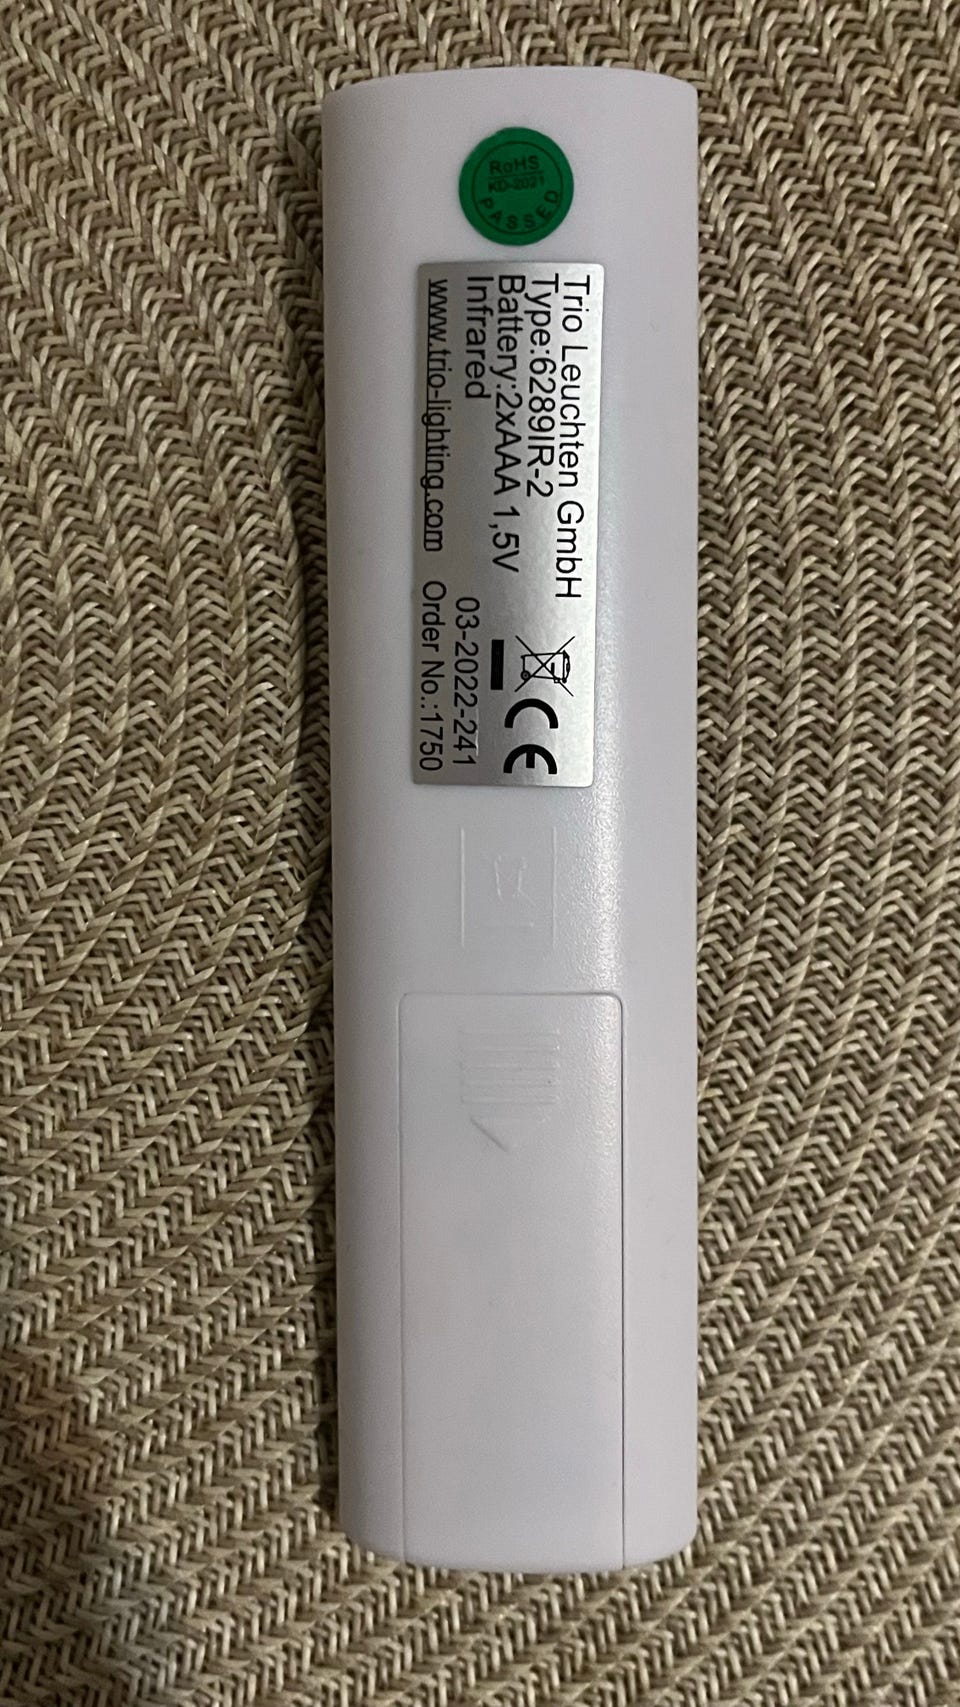 RoHS
KD-2021
PASSED
Trio Leuchten GmbH
Type:6289IR-2
Battery:2xAAA 1,5V
Infrared
03-2022-241
www.trio-lighting.com Order No.:1750
CE